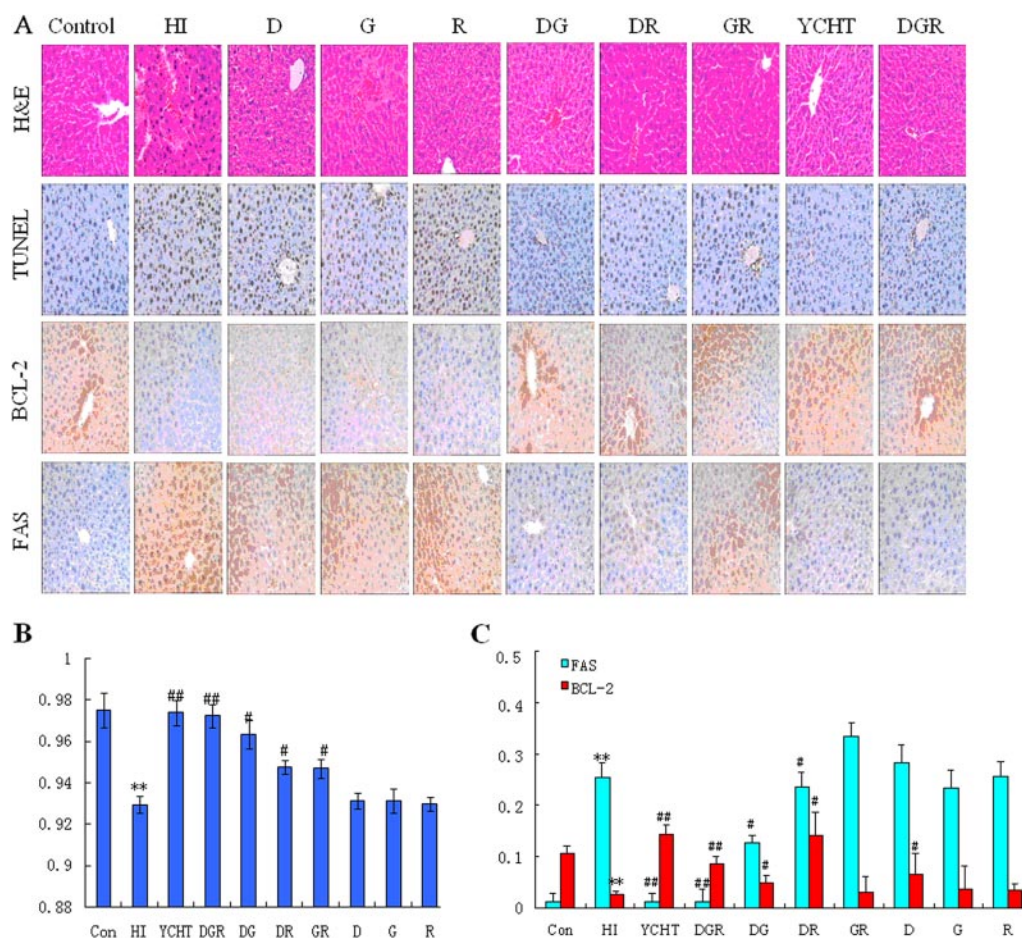 A Control HI D G R DG DR GR YCHT DGR
H&E
TUNEL
BCL-2
FAS
B
1
0.98
0.96
0.94
0.92
0.9
0.88
## ## # # # **
Con HI YCHT DGR DG DR GR D G R
C
0.5
0.4
0.3
0.2
0.1
0
FAS
BCL-2
** ** ## ## ## ## # # # # #
Con HI YCHT DGR DG DR GR D G R